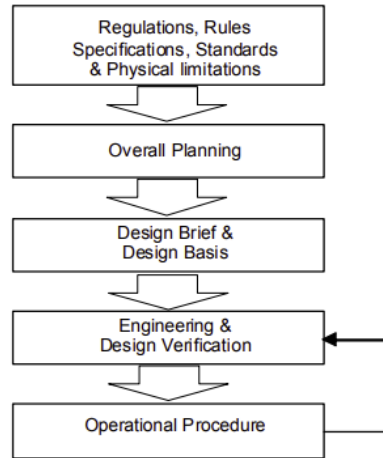 Regulations, Rules
Specifications, Standards
& Physical limitations
Overall Planning
Design Brief &
Design Basis
Engineering &
Design Verification
Operational Procedure